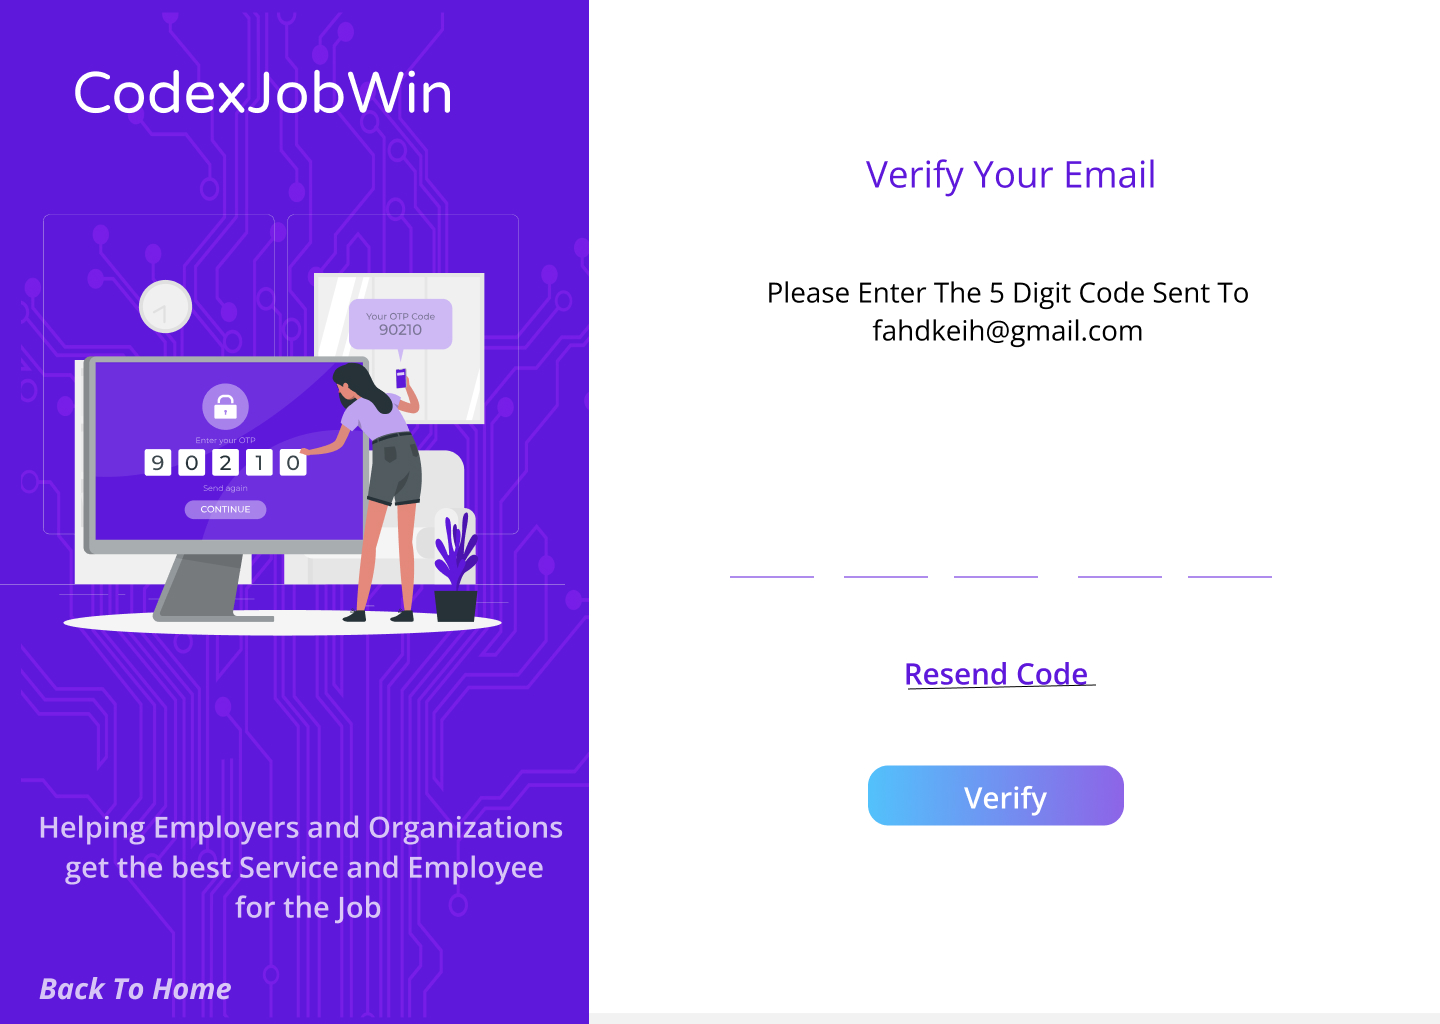 CodexJobWin
Your OTP Code
90210
Enter your OTP
9 0 2 1 0
Send again
CONTINUE
Helping Employers and Organizations
get the best Service and Employee
for the Job
Back To Home
Verify Your Email
Please Enter The 5 Digit Code Sent To
fahdkeih@gmail.com
Resend Code
Verify